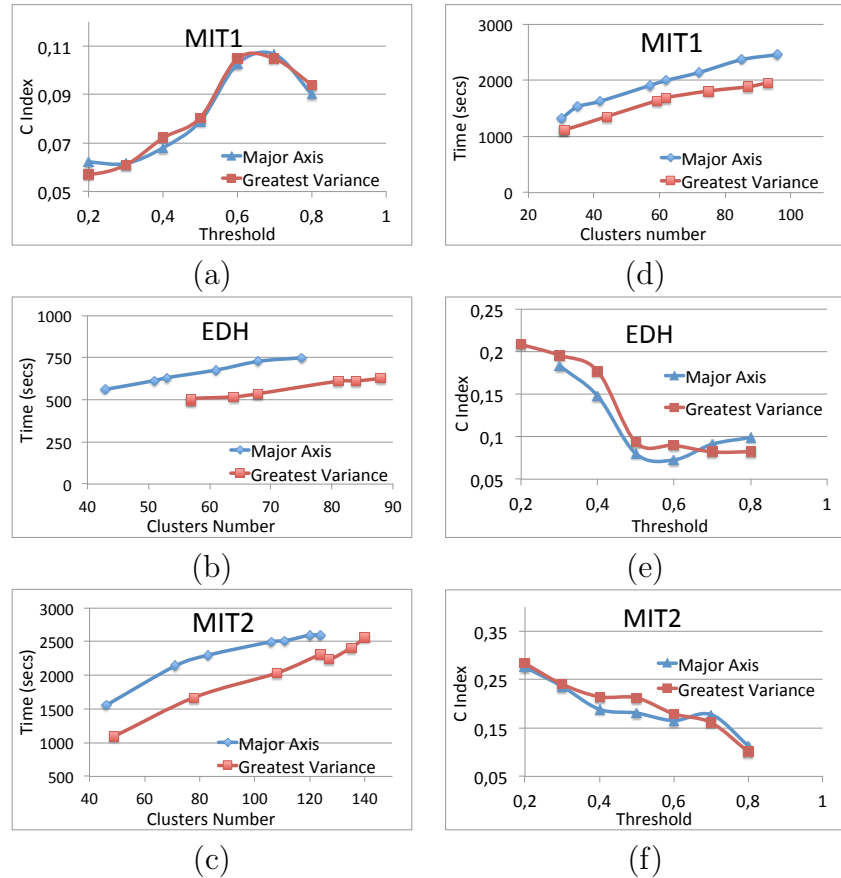 MIT1
0,11
0,09
0,07
0,05
C Index
Major Axis
Greatest Variance
0,2 0,4 0,6 0,8 1
Threshold
(a)
MIT1
3000
2000
1000
0
Time (secs)
Major Axis
Greatest Variance
20 40 60 80 100
Clusters number
(d)
EDH
1000
750
500
250
0
Time (secs)
Major Axis
Greatest Variance
40 50 60 70 80 90
Clusters Number
(b)
EDH
0,25
0,2
0,15
0,1
0,05
C Index
Major Axis
Greatest Variance
0,2 0,4 0,6 0,8 1
Threshold
(e)
MIT2
3000
2500
2000
1500
1000
500
Time (secs)
Major Axis
Greatest Variance
40 60 80 100 120 140
Clusters Number
(c)
MIT2
0,35
0,25
0,15
0,05
C Index
Major Axis
Greatest Variance
0,2 0,4 0,6 0,8 1
Threshold
(f)